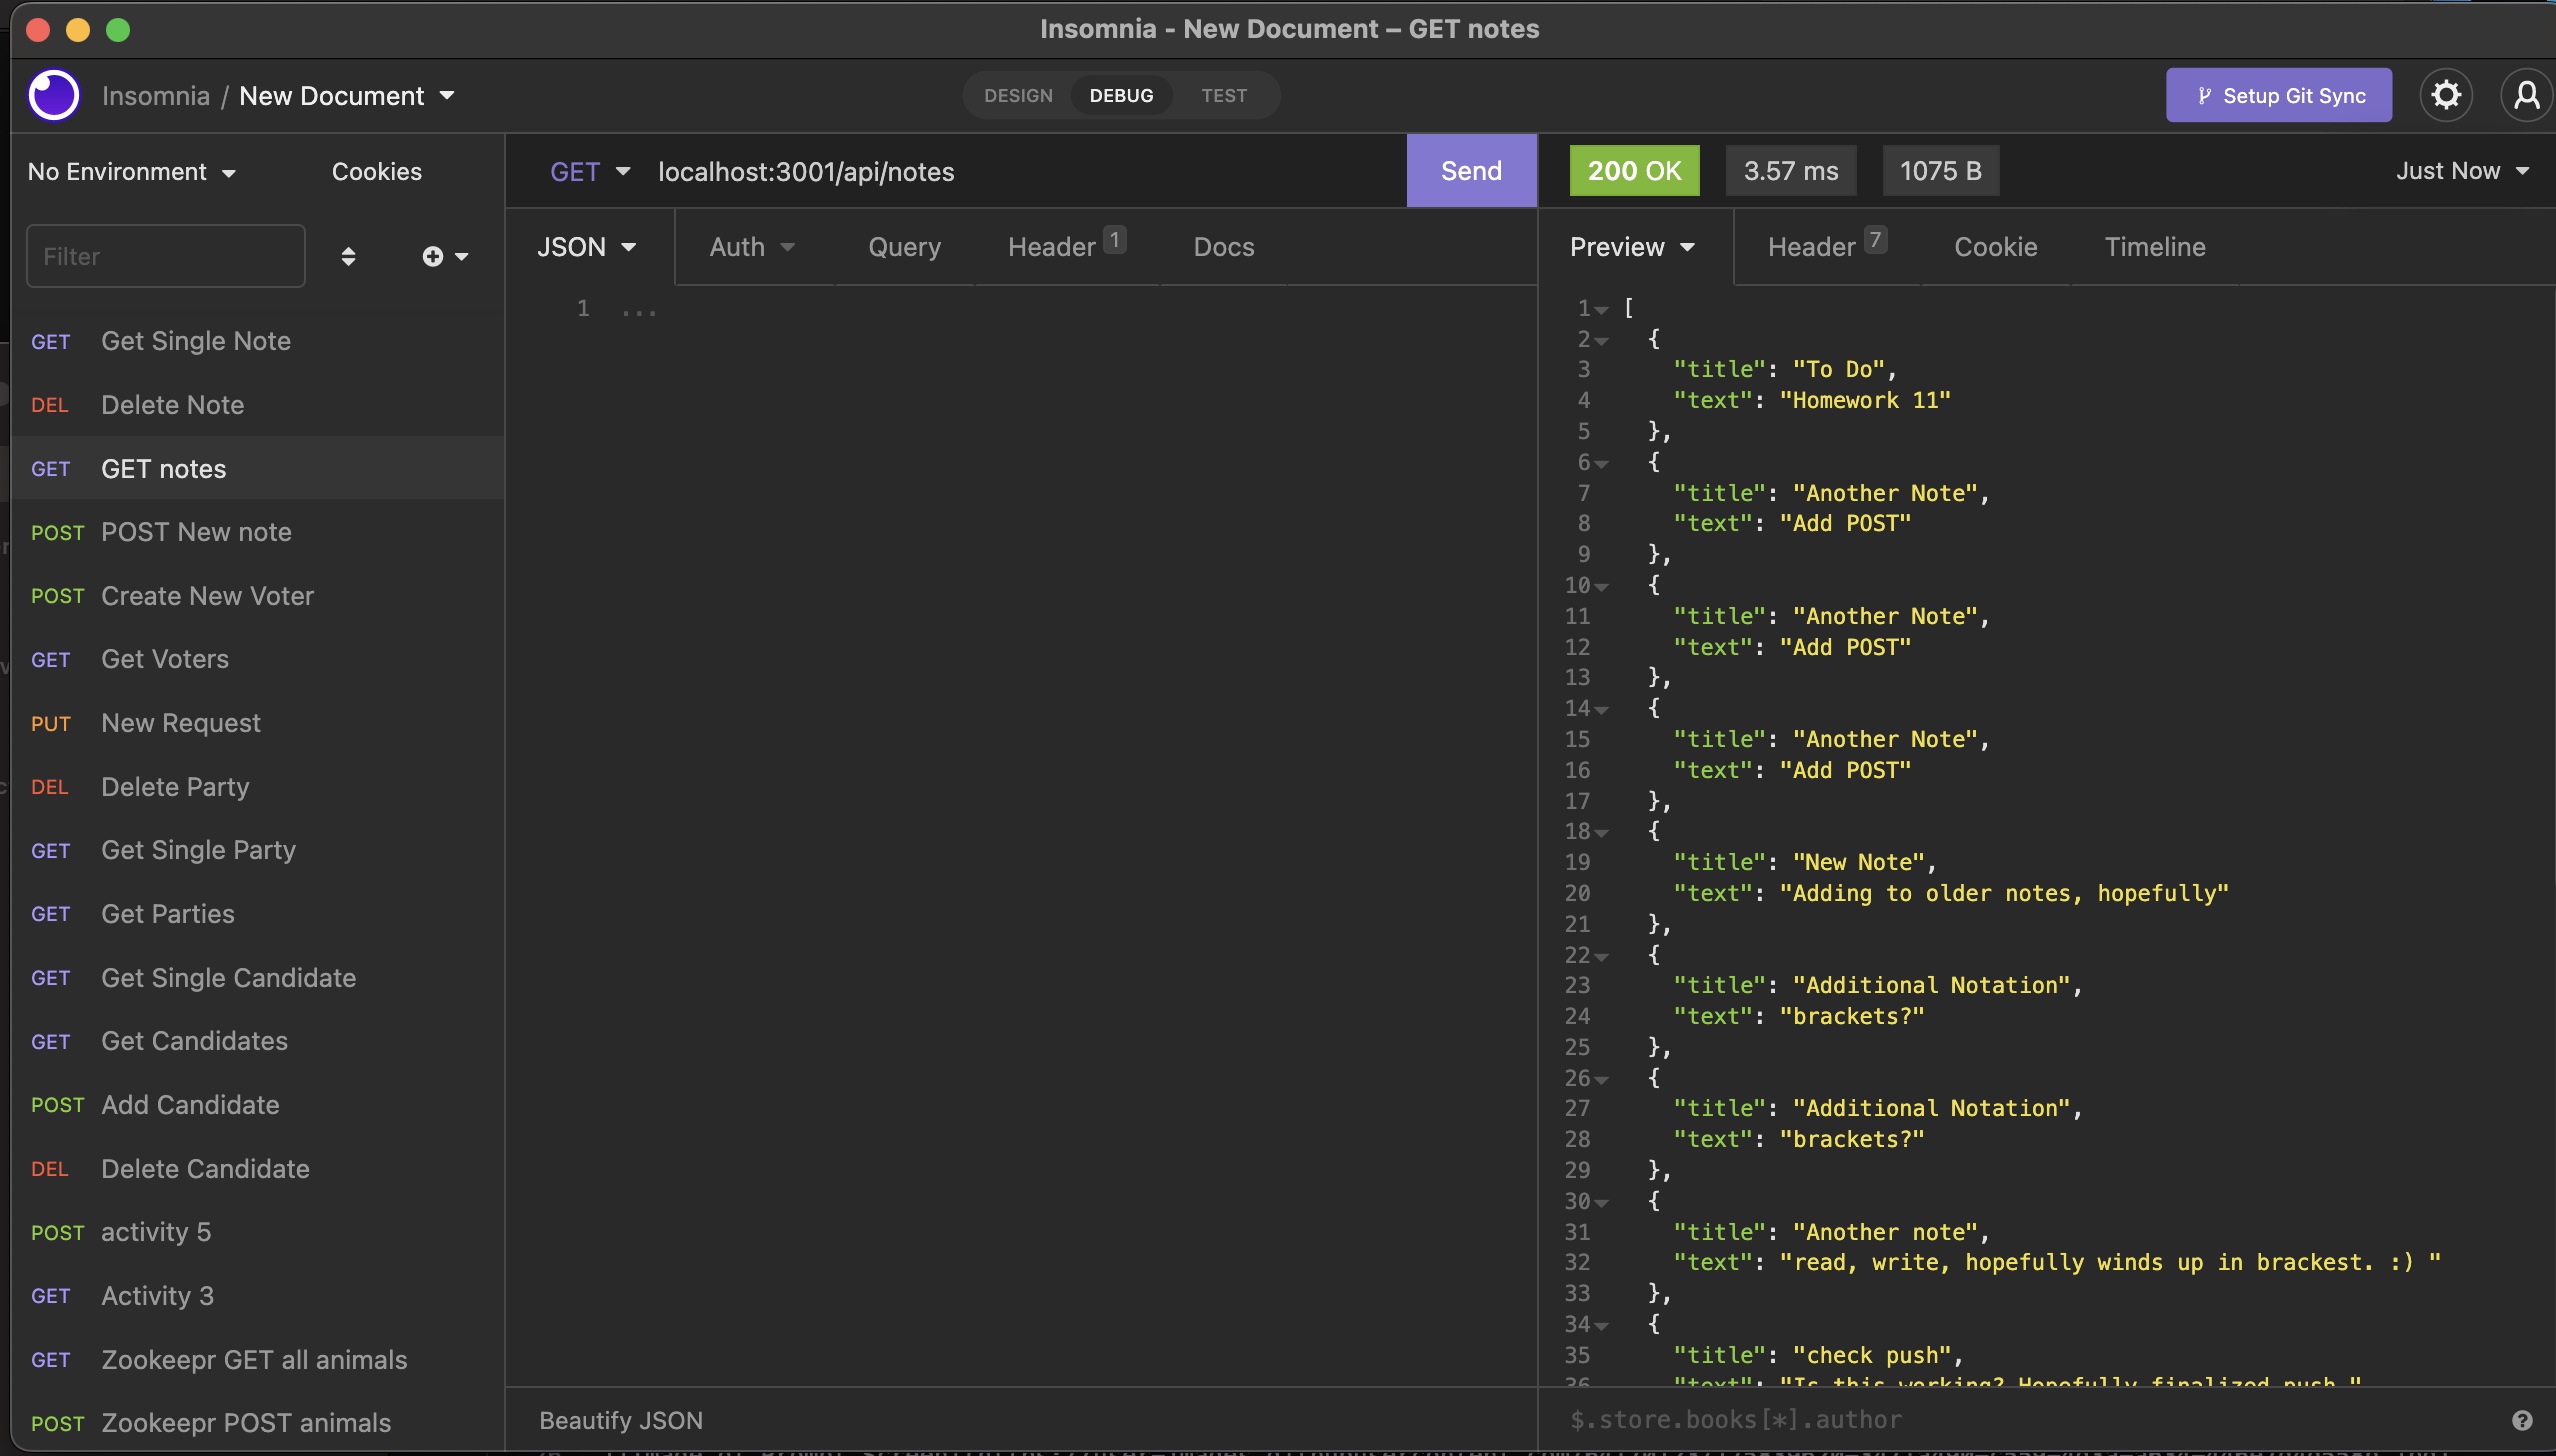 Insomnia - New Document – GET notes
Insomnia / New Document
DESIGN DEBUG TEST
Setup Git Sync
No Environment Cookies
Filter
GET Get Single Note
DEL Delete Note
GET GET notes
POST POST New note
POST Create New Voter
GET Get Voters
PUT New Request
DEL Delete Party
GET Get Single Party
GET Get Parties
GET Get Single Candidate
GET Get Candidates
POST Add Candidate
DEL Delete Candidate
POST activity 5
GET Activity 3
GET Zookeepr GET all animals
POST Zookeepr POST animals
GET localhost:3001/api/notes Send
JSON Auth Query Header 1 Docs
1 ...
Beautify JSON
200 OK 3.57 ms 1075 B Just Now
Preview Header 7 Cookie Timeline
1 [
2 {
3 "title": "To Do",
4 "text": "Homework 11"
5 },
6 {
7 "title": "Another Note",
8 "text": "Add POST"
9 },
10 {
11 "title": "Another Note",
12 "text": "Add POST"
13 },
14 {
15 "title": "Another Note",
16 "text": "Add POST"
17 },
18 {
19 "title": "New Note",
20 "text": "Adding to older notes, hopefully"
21 },
22 {
23 "title": "Additional Notation",
24 "text": "brackets?"
25 },
26 {
27 "title": "Additional Notation",
28 "text": "brackets?"
29 },
30 {
31 "title": "Another note",
32 "text": "read, write, hopefully winds up in brackest. :) "
33 },
34 {
35 "title": "check push",
36 "text": "Is this working? Hopefully finalized push "
$.store.books[*].author